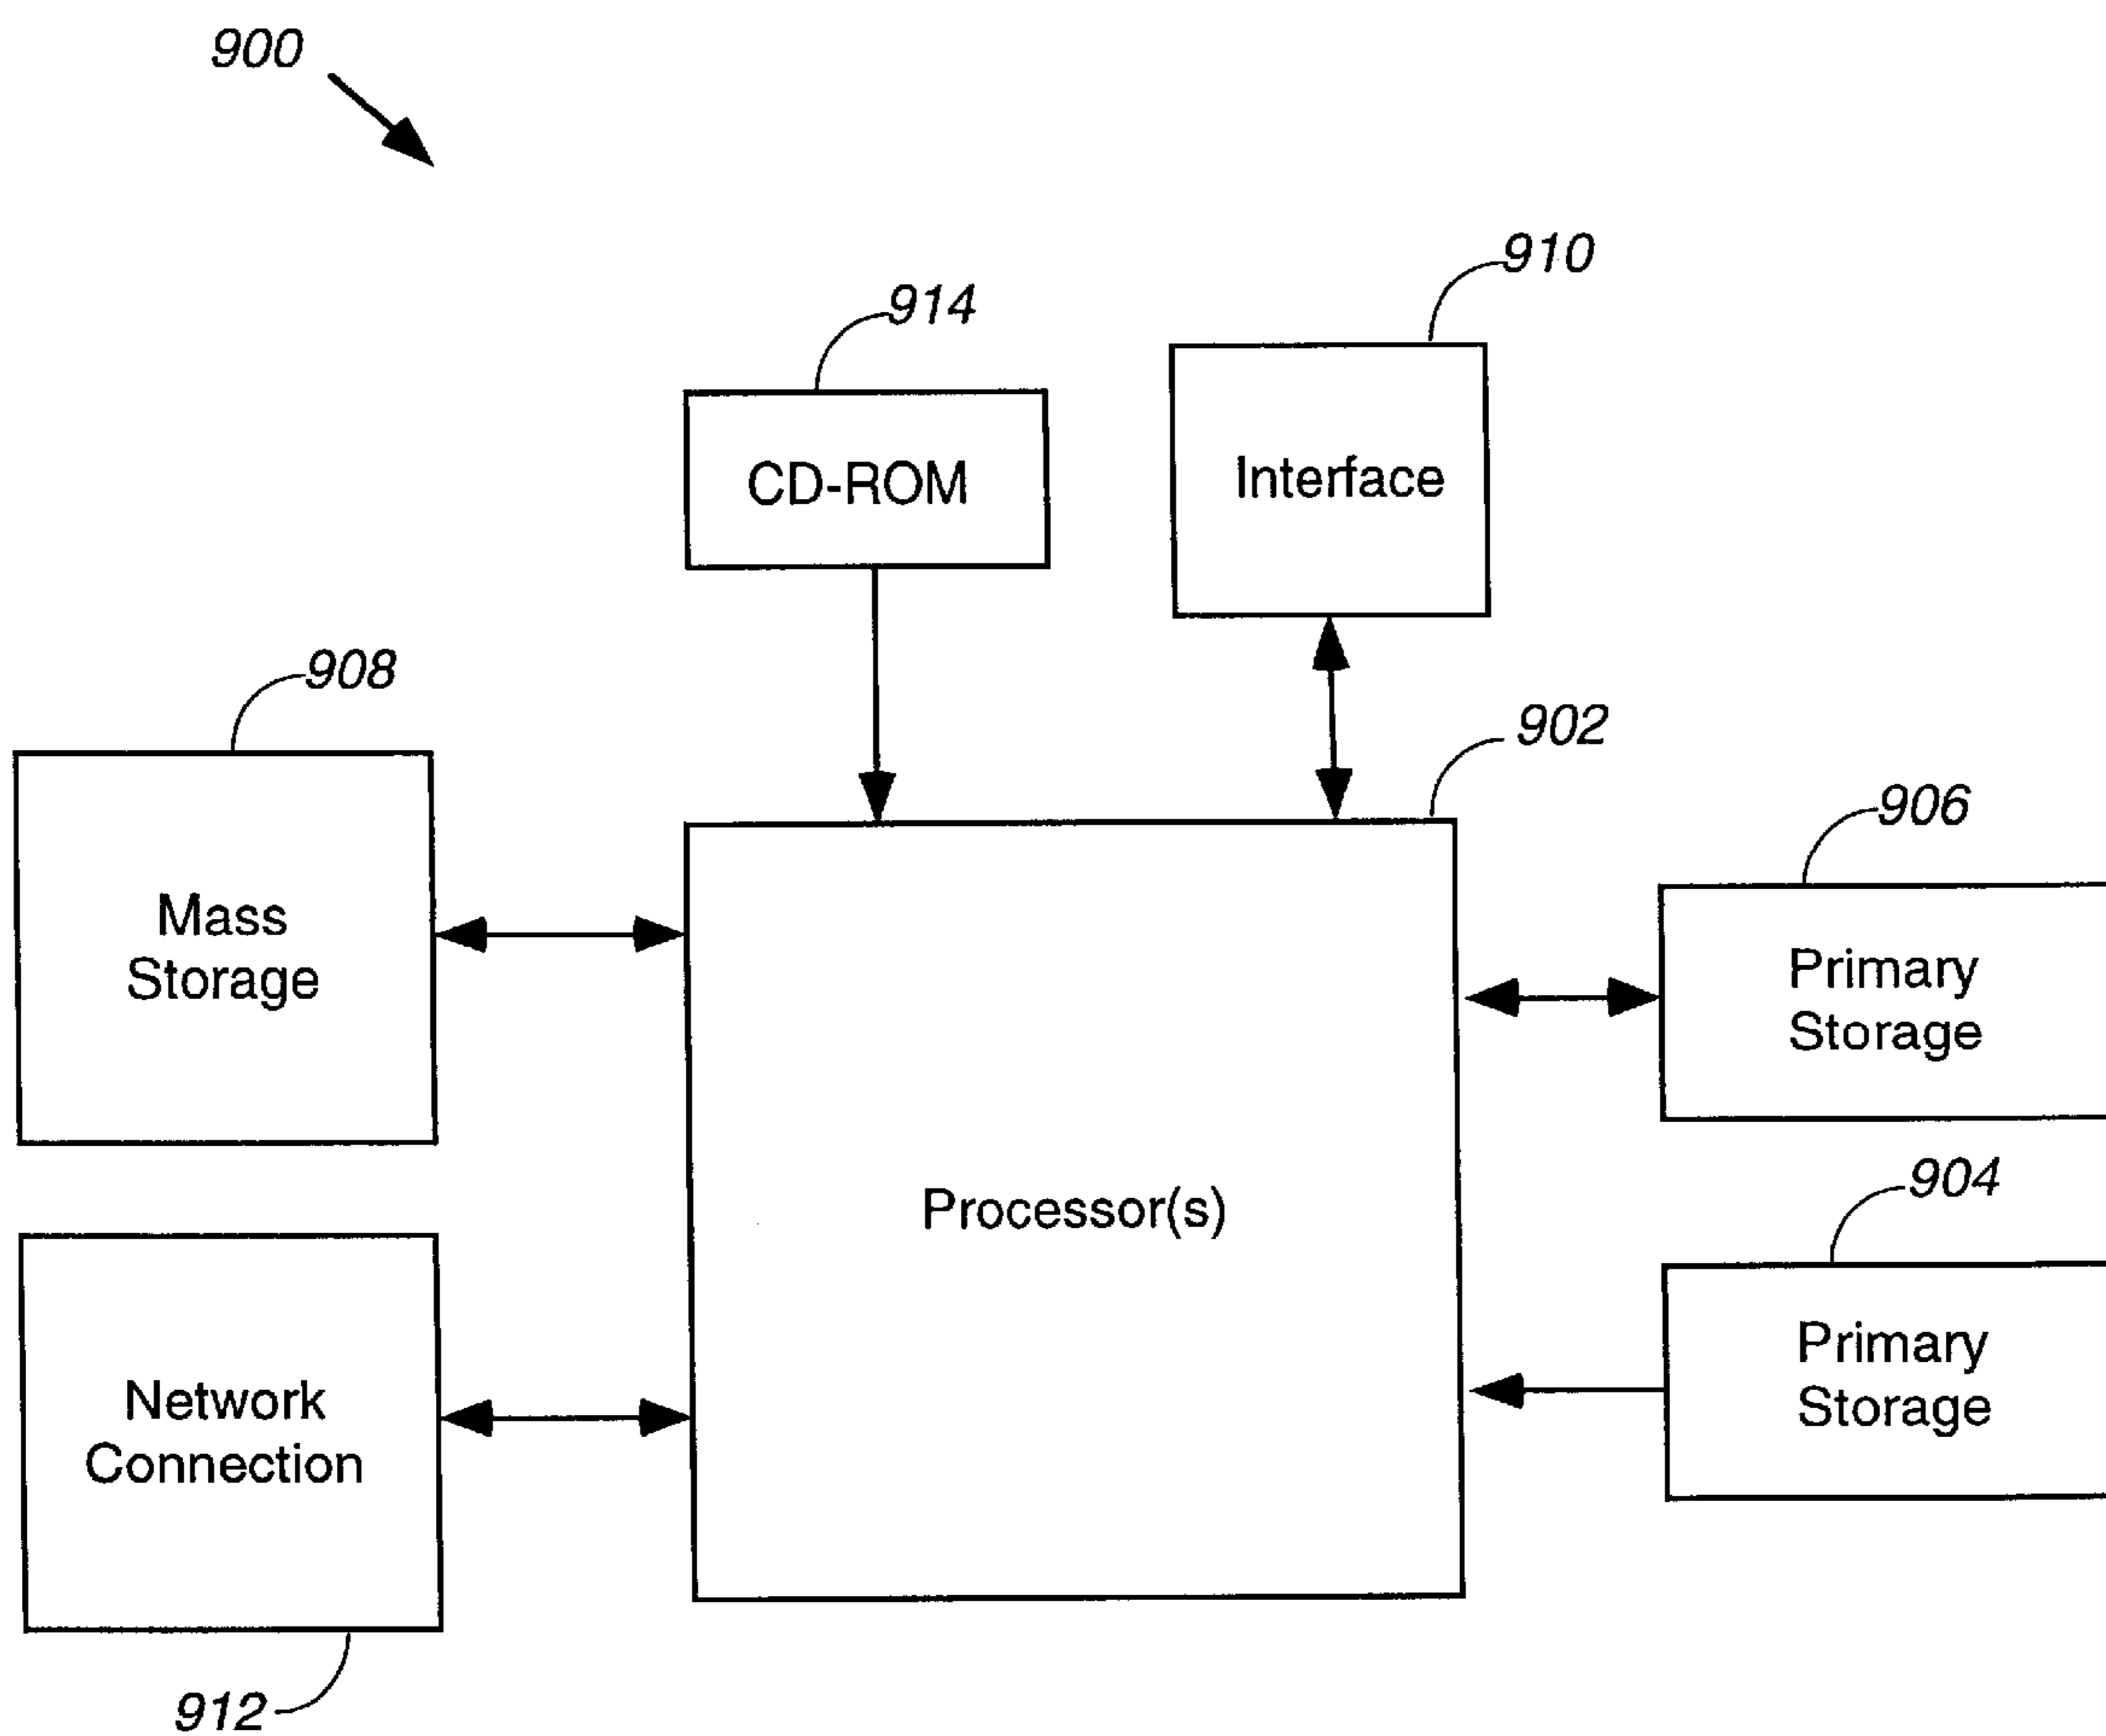 900
910
914
CD-ROM
Interface
908
902
906
Mass
Storage
Primary
Storage
904
Processor(s)
Primary
Storage
Network
Connection
912